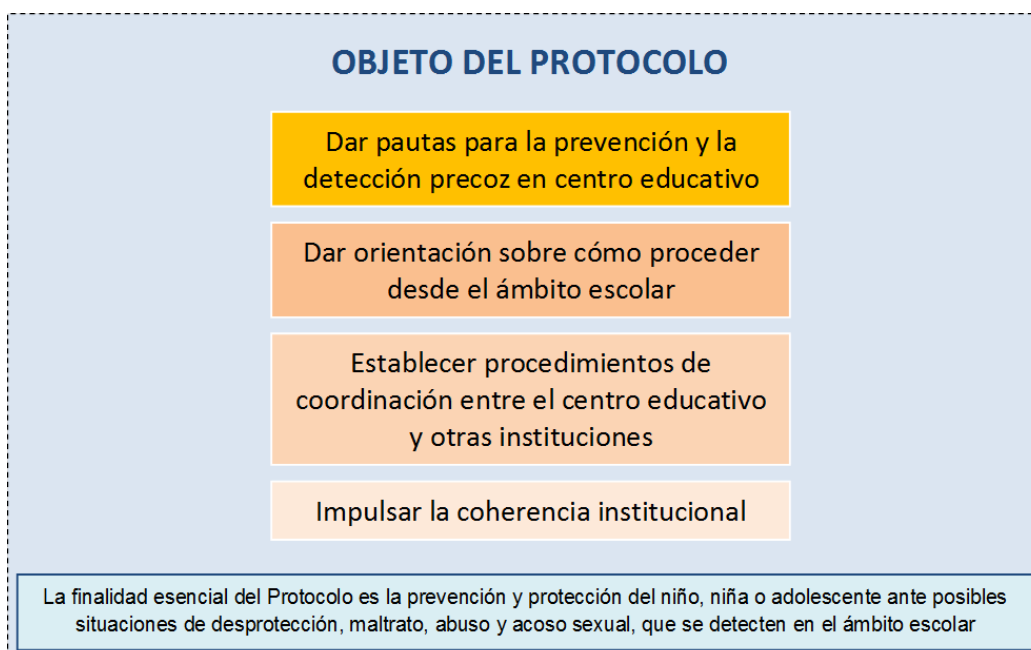 OBJETO DEL PROTOCOLO
Dar pautas para la prevención y la
detección precoz en centro educativo
Dar orientación sobre cómo proceder
desde el ámbito escolar
Establecer procedimientos de
coordinación entre el centro educativo
y otras instituciones
Impulsar la coherencia institucional
La finalidad esencial del Protocolo es la prevención y protección del niño, niña o adolescente ante posibles
situaciones de desprotección, maltrato, abuso y acoso sexual, que se detecten en el ámbito escolar